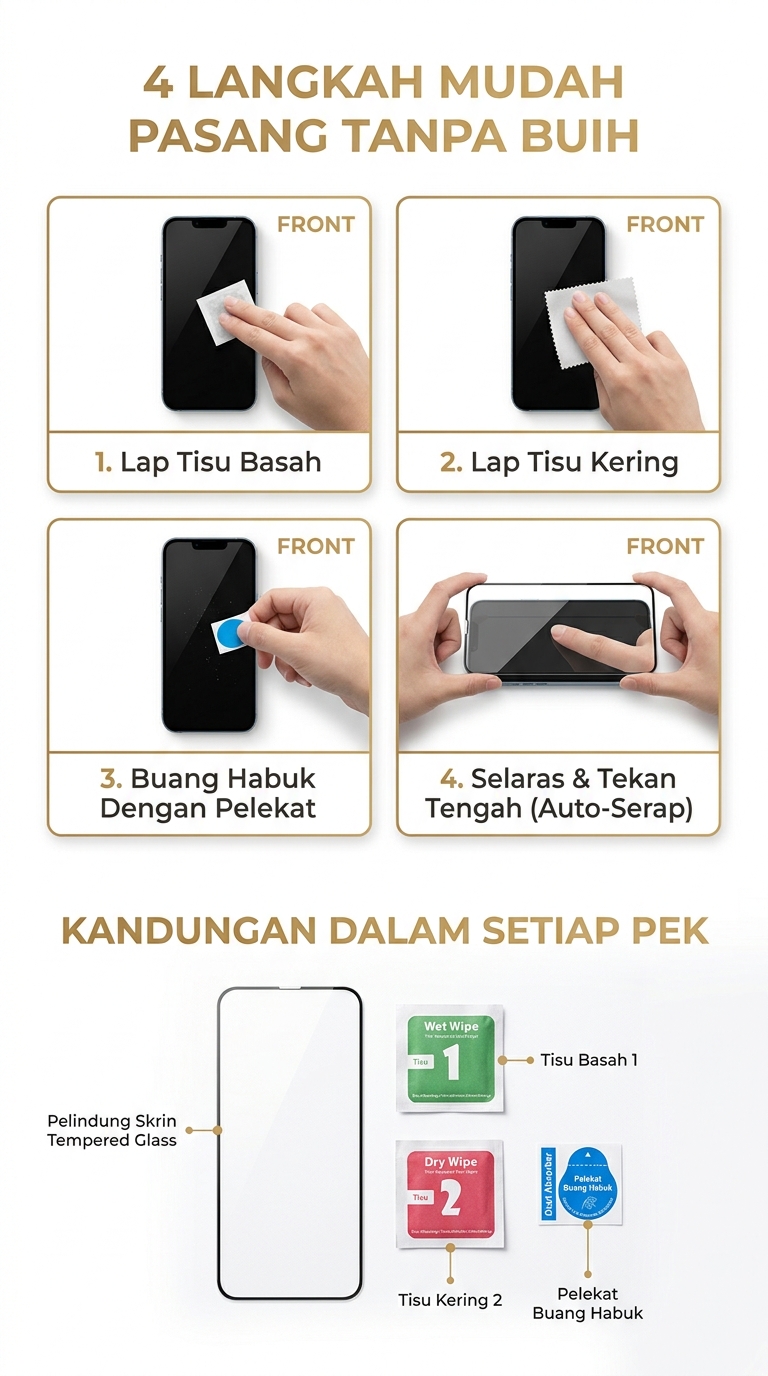 4 LANGKAH MUDAH
PASANG TANPA BUIH
FRONT
1. Lap Tisu Basah
FRONT
2. Lap Tisu Kering
FRONT
3. Buang Habuk
Dengan Pelekat
FRONT
4. Selaras & Tekan
Tengah (Auto-Serap)
KANDUNGAN DALAM SETIAP PEK
Pelindung Skrin
Tempered Glass
Wet Wipe
Tisu
1
Tisu Basah 1
Dry Wipe
2
Tisu Kering 2
Pelekat
Buang Habuk
Pelekat
Buang Habuk